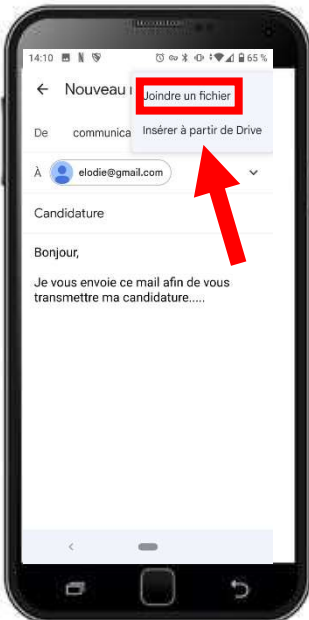 14:10 65 %
Nouveau
Joindre un fichier
Insérer à partir de Drive
De communica
À elodie@gmail.com
Candidature
Bonjour,
Je vous envoie ce mail afin de vous
transmettre ma candidature.....